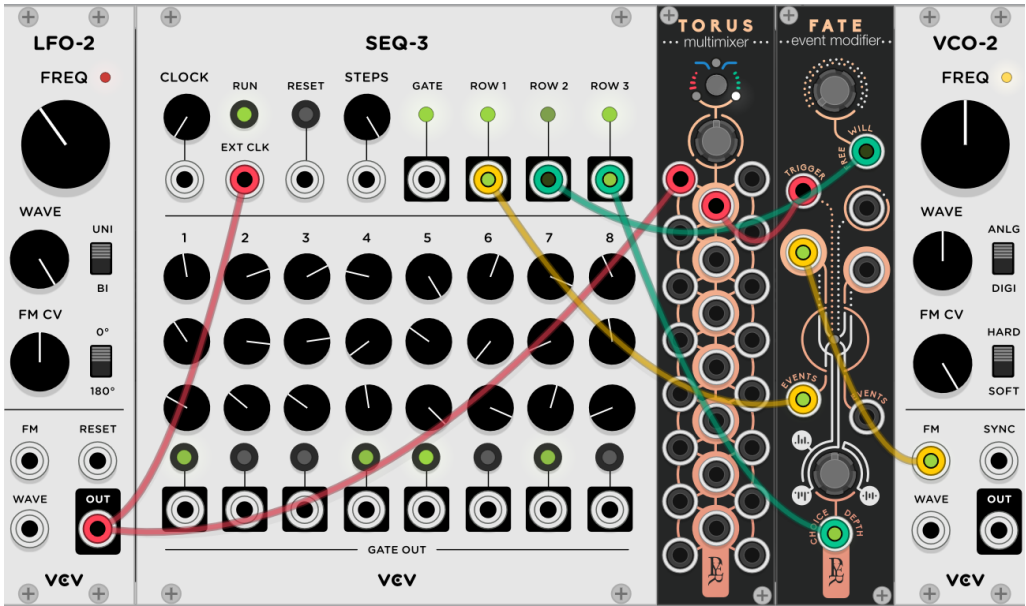 LFO-2
FREQ
WAVE
UNI
BI
FM CV
0°
180°
FM
RESET
WAVE
OUT
VCV
SEQ-3
CLOCK
RUN
RESET
STEPS
GATE
ROW 1
ROW 2
ROW 3
EXT CLK
1 2 3 4 5 6 7 8
GATE OUT
VCV
TORUS
multimixer
FATE
event modifier
WILL
TRIGGER
EVENTS
CHOICE
DEPTH
VCO-2
FREQ
WAVE
ANLG
DIGI
FM CV
HARD
SOFT
FM
SYNC
WAVE
OUT
VCV